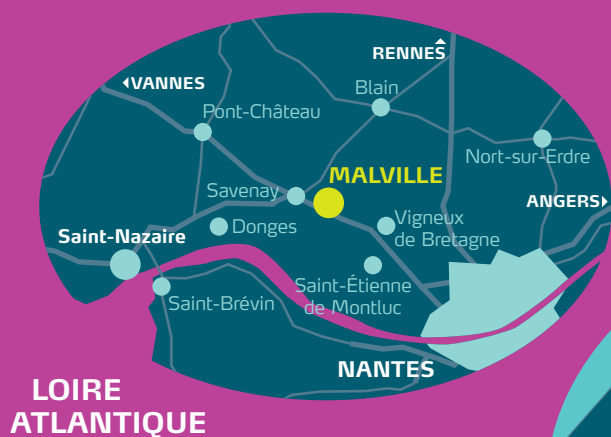 RENNES
VANNES
Blain
Pont-Château
Nort-sur-Erdre
MALVILLE
Savenay
ANGERS
Vigneux
de Bretagne
Donges
Saint-Nazaire
Saint-Étienne
de Montluc
Saint-Brévin
NANTES
LOIRE
ATLANTIQUE